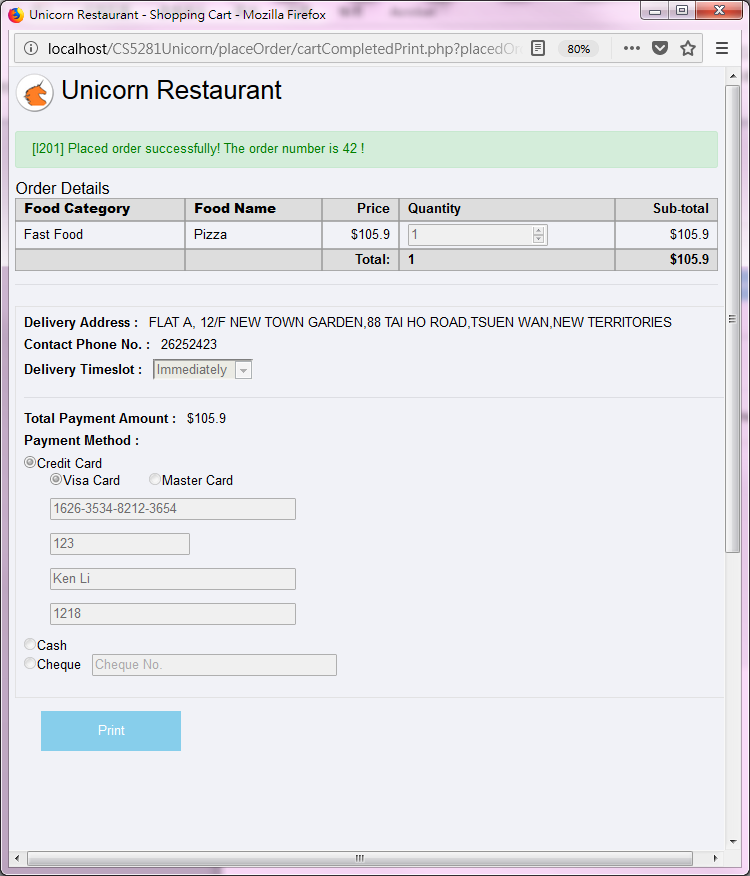 Unicorn Restaurant - Shopping Cart - Mozilla Firefox
localhost/CS5281Unicorn/placeOrder/cartCompletedPrint.php?placedOr 80%
Unicorn Restaurant
[I201] Placed order successfully! The order number is 42 !
Order Details
Food Category Food Name Price Quantity Sub-total
Fast Food Pizza $105.9 1 $105.9
Total: 1 $105.9
Delivery Address : FLAT A, 12/F NEW TOWN GARDEN,88 TAI HO ROAD,TSUEN WAN,NEW TERRITORIES
Contact Phone No. : 26252423
Delivery Timeslot : Immediately
Total Payment Amount : $105.9
Payment Method :
Credit Card
Visa Card Master Card
1626-3534-8212-3654
123
Ken Li
1218
Cash
Cheque Cheque No.
Print